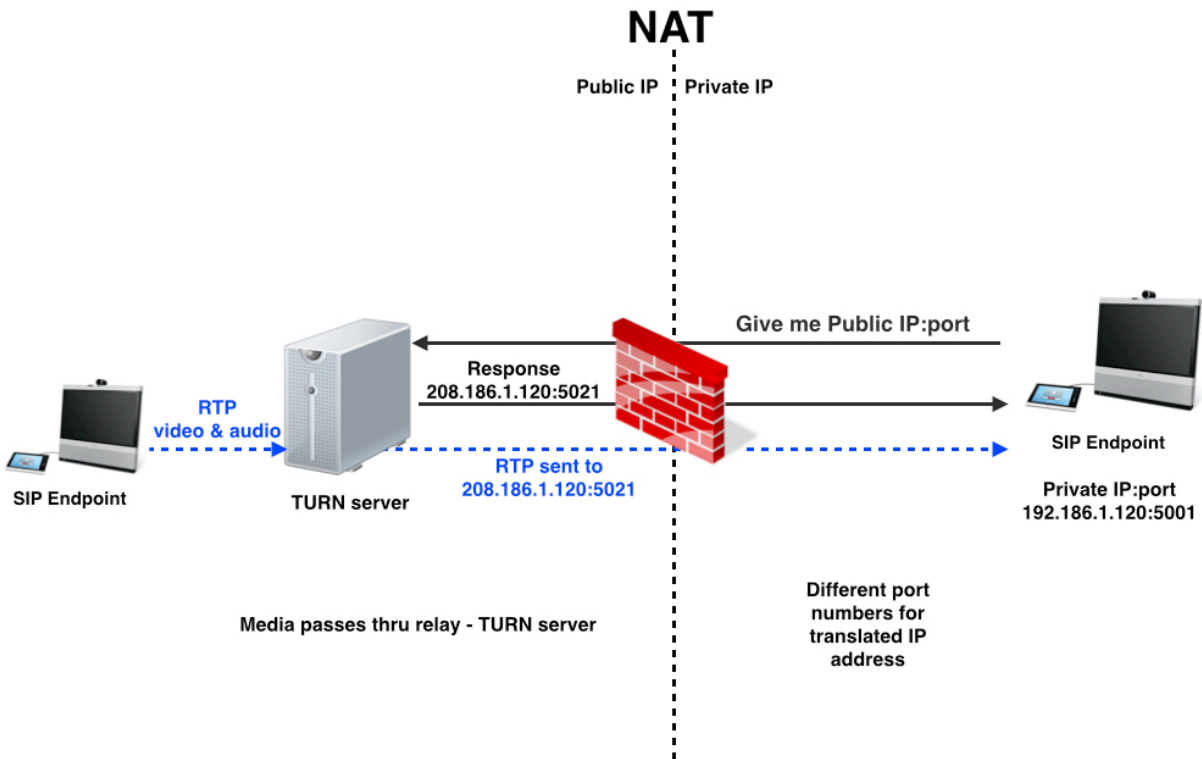 NAT
Public IP
Private IP
Give me Public IP:port
Response
208.186.1.120:5021
RTP
video & audio
RTP sent to
208.186.1.120:5021
SIP Endpoint
TURN server
SIP Endpoint
Private IP:port
192.186.1.120:5001
Media passes thru relay - TURN server
Different port
numbers for
translated IP
address